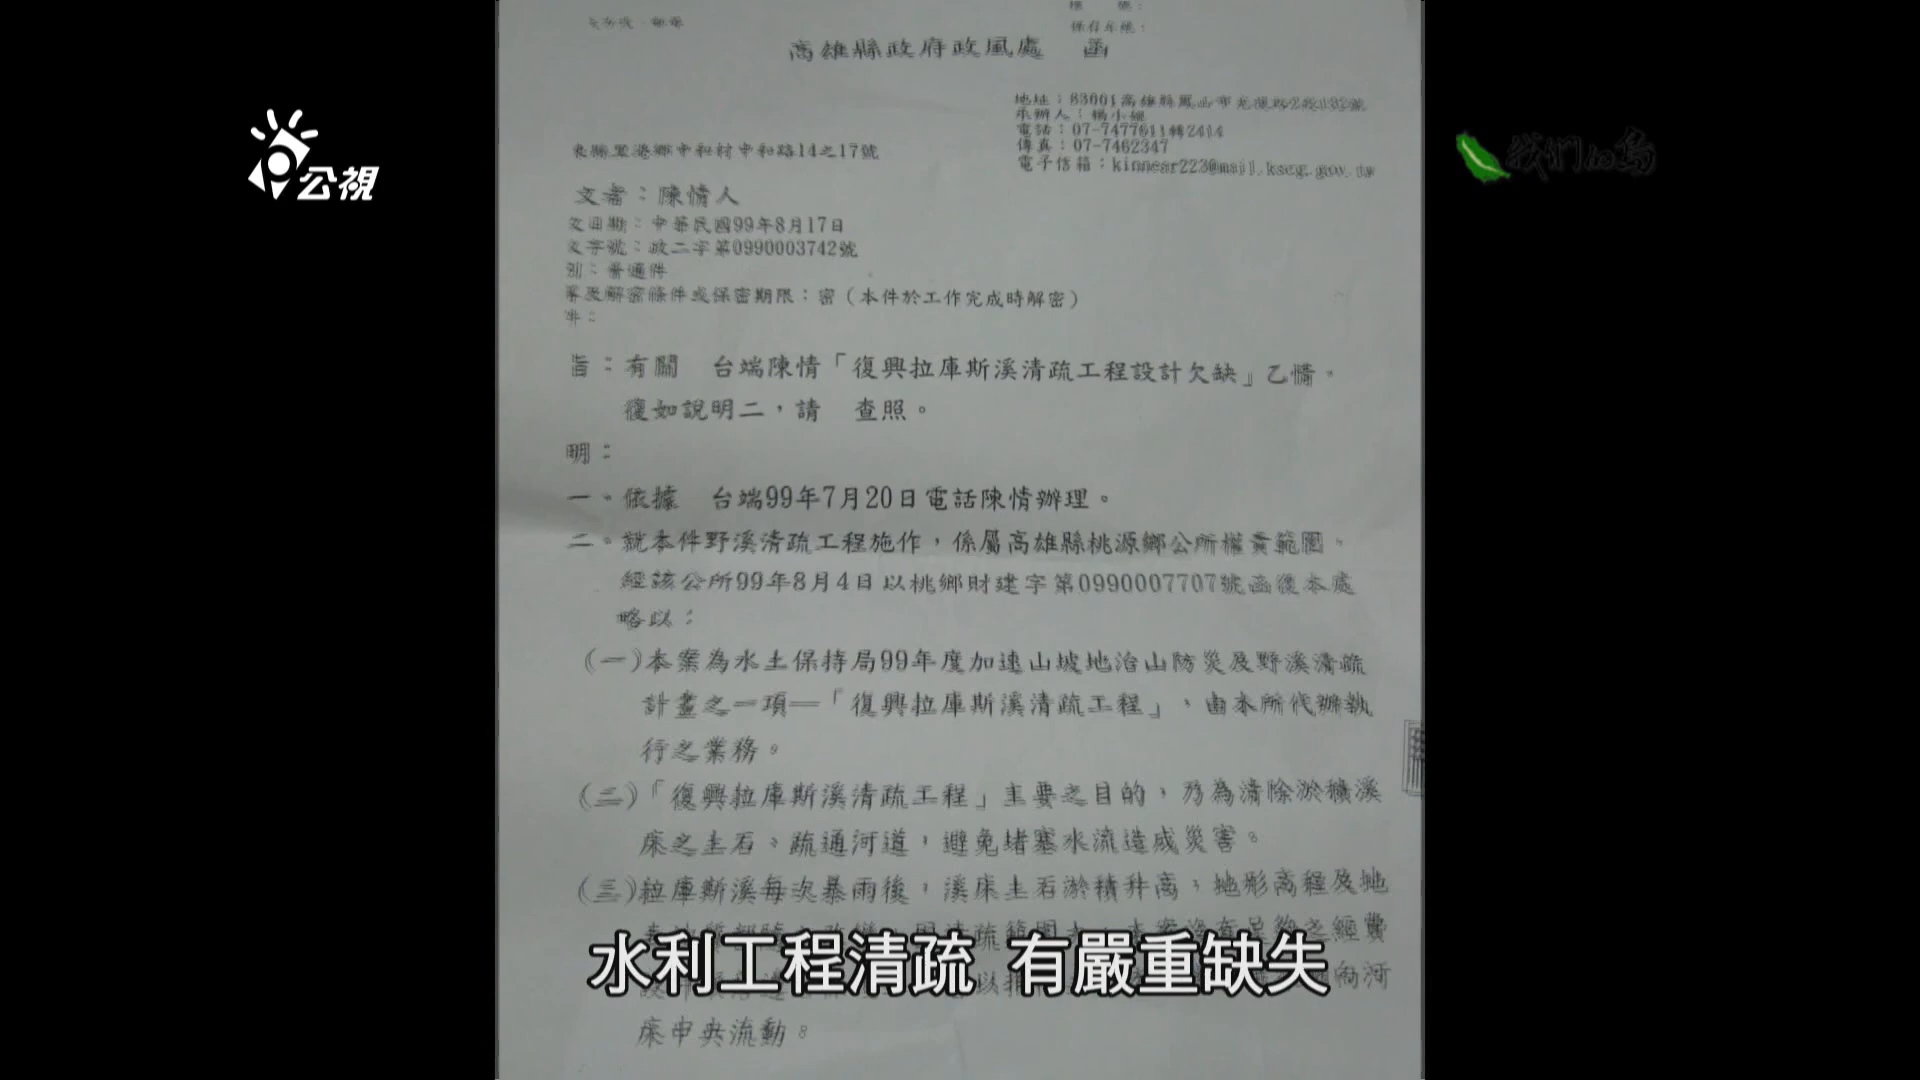 保存年限：
高雄縣政府政風處　函
地址：83001高雄縣鳳山市光復路2段132號
承辦人：楊小姐
電話：07-7477611轉2414
傳真：07-7462347
電子信箱：kinnear223@mail.kscg.gov.tw
東縣里港鄉中和村中和路14之17號
公視
我們的島
文者：陳情人
文日期：中華民國99年8月17日
文字號：政二字第0990003742號
別：普通件
等及解密條件或保密期限：密（本件於工作完成時解密）
件：
旨：有關　台端陳情「復興拉庫斯溪清疏工程設計欠缺」乙情。
復如說明二，請　查照。
明：
一。依據　台端99年7月20日電話陳情辦理。
二。就本件野溪清疏工程施作，係屬高雄縣桃源鄉公所權責範圍。
經該公所99年8月4日以桃鄉財建字第0990007707號函復本處
略以：
（一）本案為水土保持局99年度加速山坡地治山防災及野溪清疏
計畫之一項—「復興拉庫斯溪清疏工程」，由本所代辦執
行之業務。
（二）「復興拉庫斯溪清疏工程」主要之目的，乃為清除淤積溪
床之土石、疏通河道，避免堵塞水流造成災害。
（三）拉庫斯溪每次暴雨後，溪床土石淤積升高，地形高程及地
之經費
向河
床中央流動。
水利工程清疏 有嚴重缺失